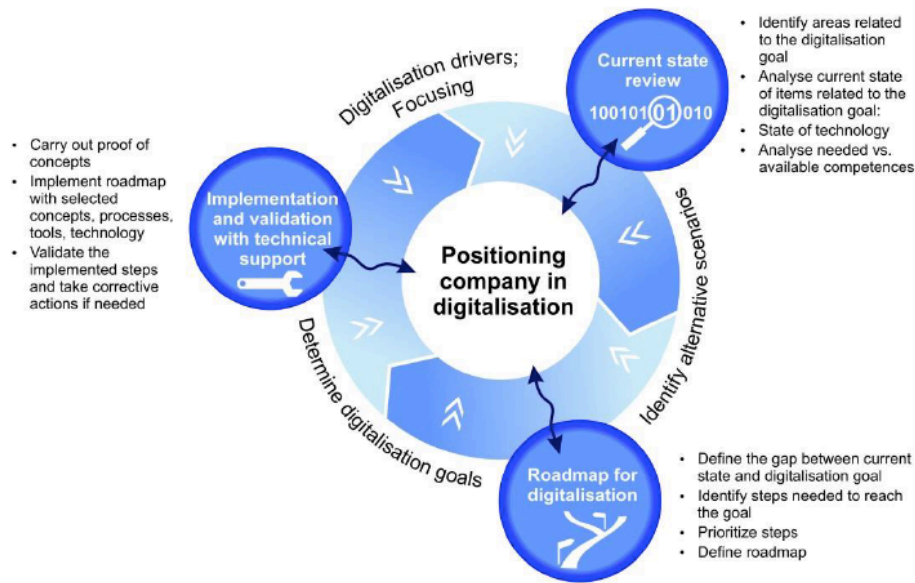 Digitalisation drivers;
Focusing
Current state
review
100101 01 010
• Identify areas related
to the digitalisation
goal
• Analyse current state
of items related to the
digitalisation goal:
• State of technology
• Analyse needed vs.
available competences
• Carry out proof of
concepts
• Implement roadmap
with selected
concepts, processes,
tools, technology
• Validate the
implemented steps
and take corrective
actions if needed
Implementation
and validation
with technical
support
Positioning
company in
digitalisation
Identify alternative scenarios
Determine digitalisation goals
Roadmap for
digitalisation
• Define the gap between current
state and digitalisation goal
• Identify steps needed to reach
the goal
• Prioritize steps
• Define roadmap